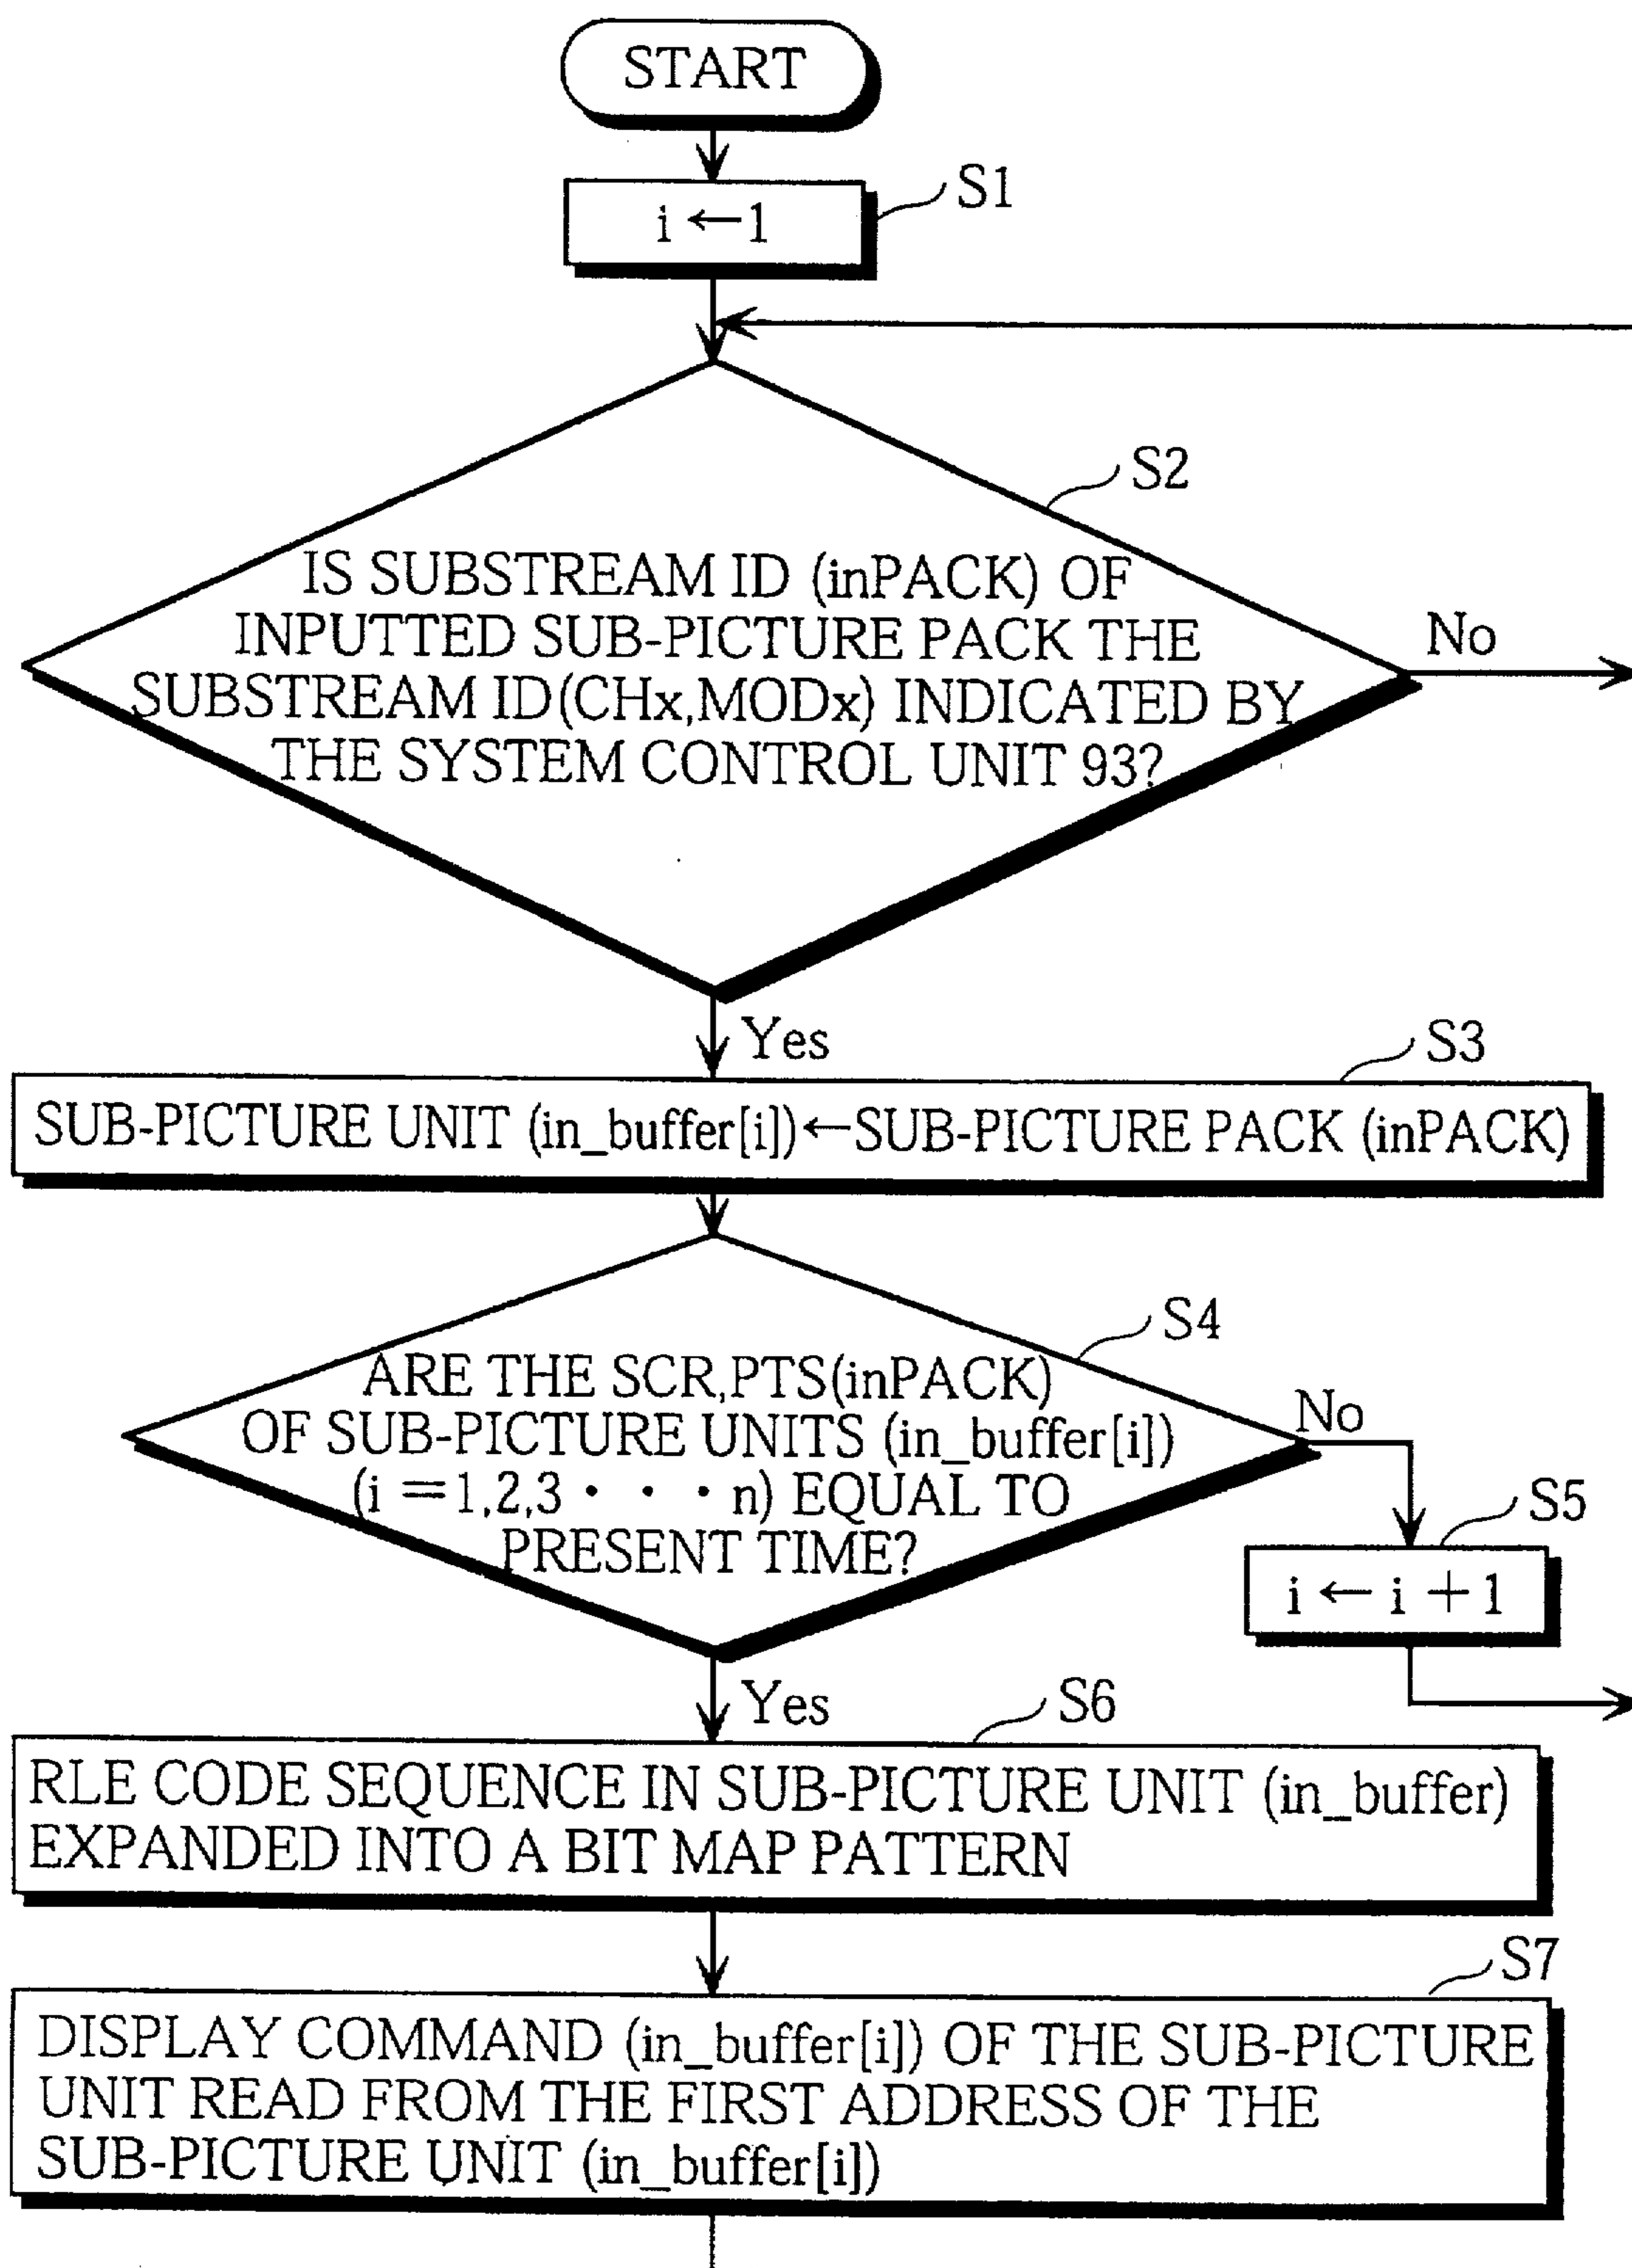 START
S1
i ←1
S2
IS SUBSTREAM ID (inPACK) OF
INPUTTED SUB-PICTURE PACK THE
SUBSTREAM ID(CHx,MODx) INDICATED BY
THE SYSTEM CONTROL UNIT 93?
No
Yes
S3
SUB-PICTURE UNIT (in_buffer[i])←SUB-PICTURE PACK (inPACK)
S4
ARE THE SCR,PTS(inPACK)
OF SUB-PICTURE UNITS (in_buffer[i])
(i =1,2,3 · · · n) EQUAL TO
PRESENT TIME?
No
S5
i ← i +1
Yes
S6
RLE CODE SEQUENCE IN SUB-PICTURE UNIT (in_buffer)
EXPANDED INTO A BIT MAP PATTERN
S7
DISPLAY COMMAND (in_buffer[i]) OF THE SUB-PICTURE
UNIT READ FROM THE FIRST ADDRESS OF THE
SUB-PICTURE UNIT (in_buffer[i])